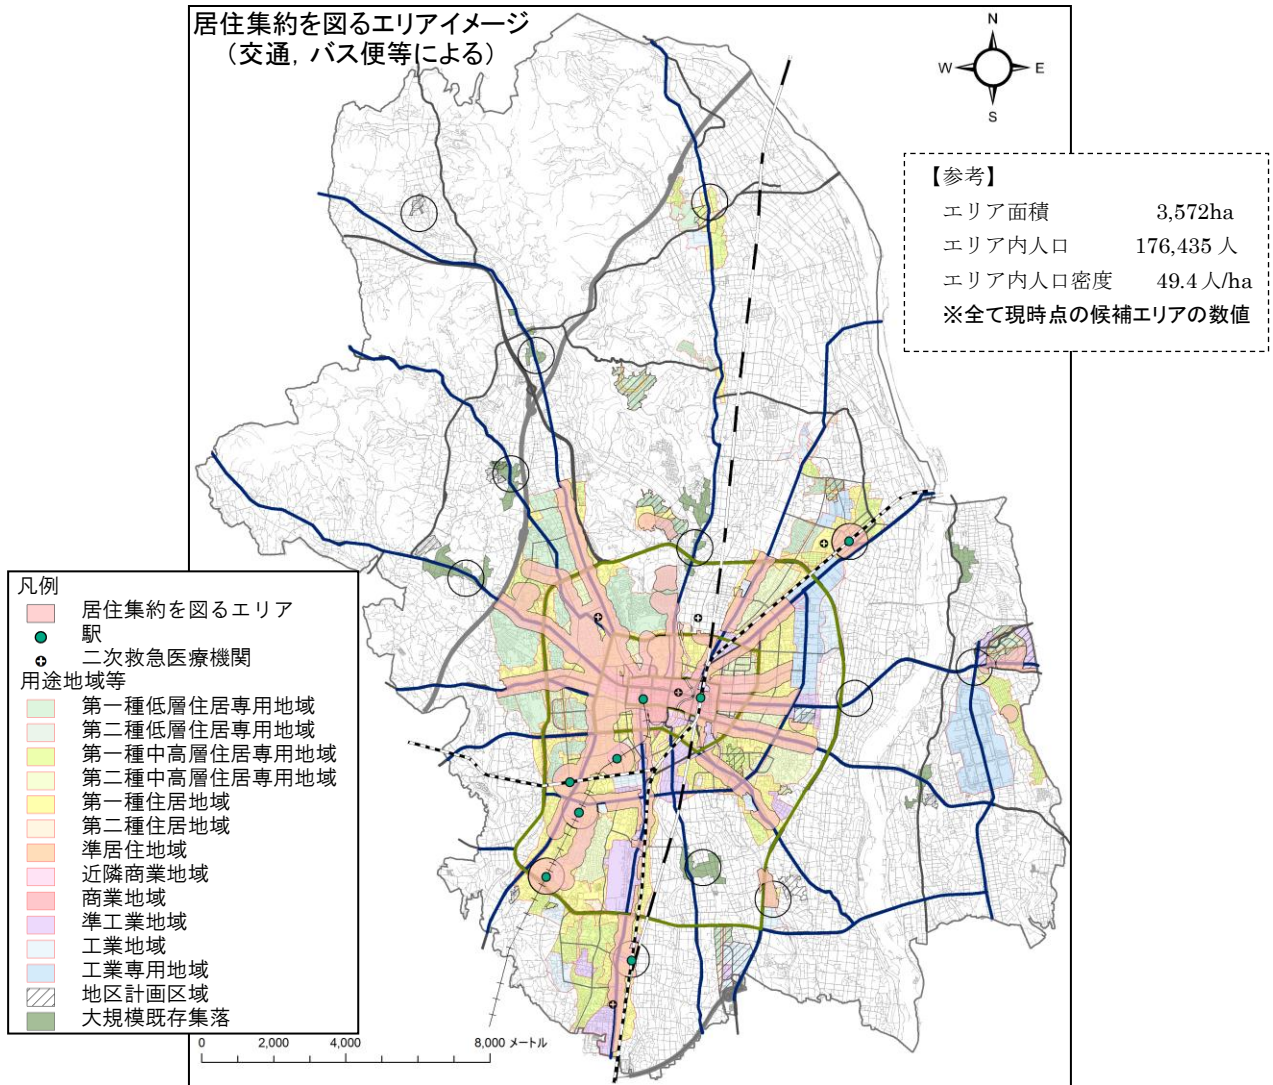 居住集約を図るエリアイメージ
（交通，バス便等による）
N
W E
S
【参考】
エリア面積 3,572ha
エリア内人口 176,435 人
エリア内人口密度 49.4 人/ha
※全て現時点の候補エリアの数値
凡例
居住集約を図るエリア
駅
二次救急医療機関
用途地域等
第一種低層住居専用地域
第二種低層住居専用地域
第一種中高層住居専用地域
第二種中高層住居専用地域
第一種住居地域
第二種住居地域
準居住地域
近隣商業地域
商業地域
準工業地域
工業地域
工業専用地域
地区計画区域
大規模既存集落
0 2,000 4,000 8,000 メートル